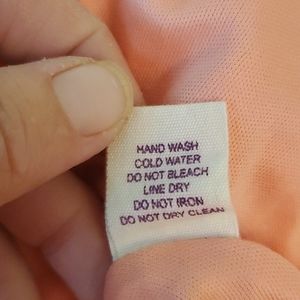 HAND WASH
COLD WATER
DO NOT BLEACH
LINE DRY
DO NOT IRON
DO NOT DRY CLEAN